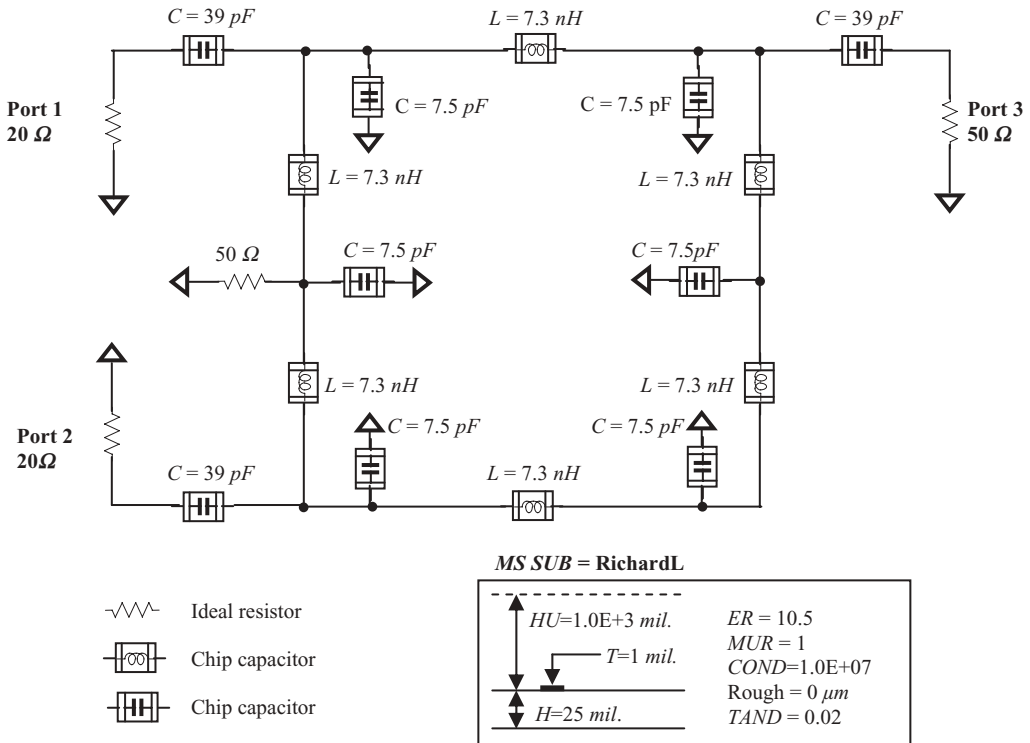 C = 39 pF
L = 7.3 nH
C = 39 pF
Port 1
20 Ω
C = 7.5 pF
C = 7.5 pF
Port 3
50 Ω
L = 7.3 nH
L = 7.3 nH
50 Ω
C = 7.5 pF
C = 7.5pF
L = 7.3 nH
L = 7.3 nH
Port 2
20Ω
C = 39 pF
C = 7.5 pF
C = 7.5 pF
L = 7.3 nH
MS SUB = RichardL
Ideal resistor
Chip capacitor
Chip capacitor
HU=1.0E+3 mil.
T=1 mil.
H=25 mil.
ER = 10.5
MUR = 1
COND=1.0E+07
Rough = 0 μm
TAND = 0.02